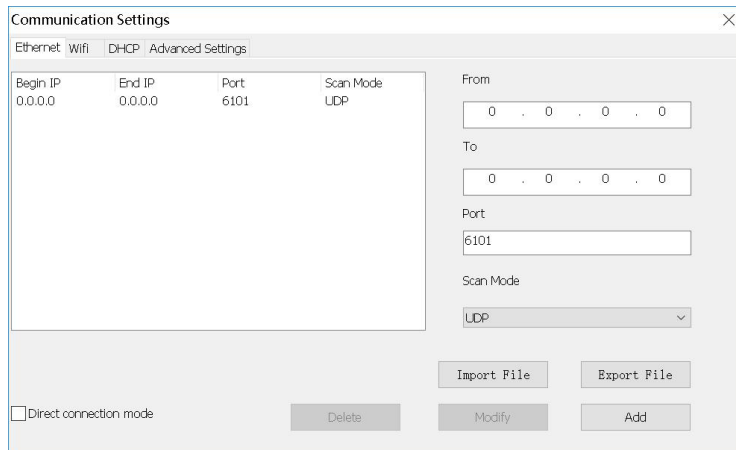 Communication Settings
Ethernet Wifi DHCP Advanced Settings
Begin IP End IP Port Scan Mode
0.0.0.0 0.0.0.0 6101 UDP
From
0 . 0 . 0 . 0
To
0 . 0 . 0 . 0
Port
6101
Scan Mode
UDP
Import File Export File
Direct connection mode Delete Modify Add